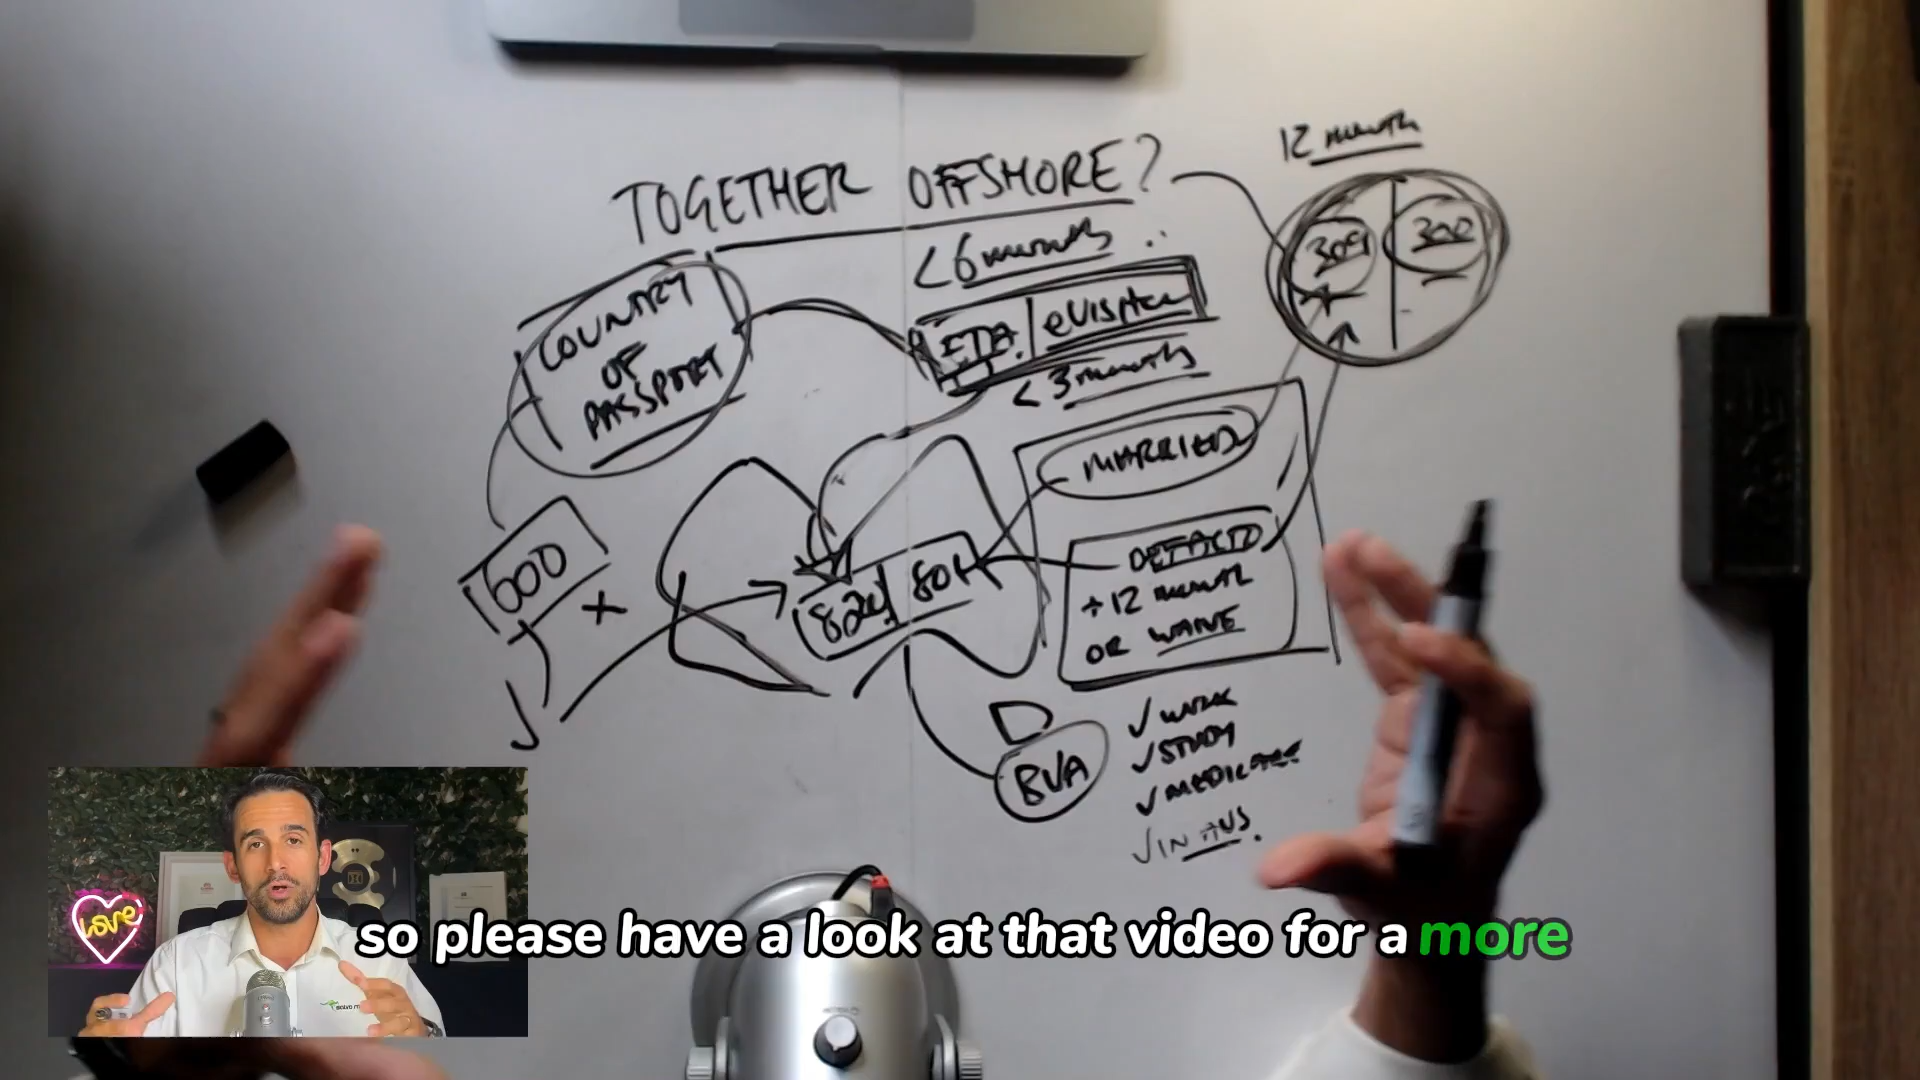 12 month
TOGETHER OFFSHORE?
< 6 months
309 | 300
COUNTRY
OF
PASSPORT
ETA | eVisitor
< 3 months
MARRIED
600
X
820 | 801
DEFACTO
+12 month
OR WAIVE
BVA
✓ WORK
✓ STUDY
✓ MEDICARE
✓ IN AUS.
Love
so please have a look at that video for a more